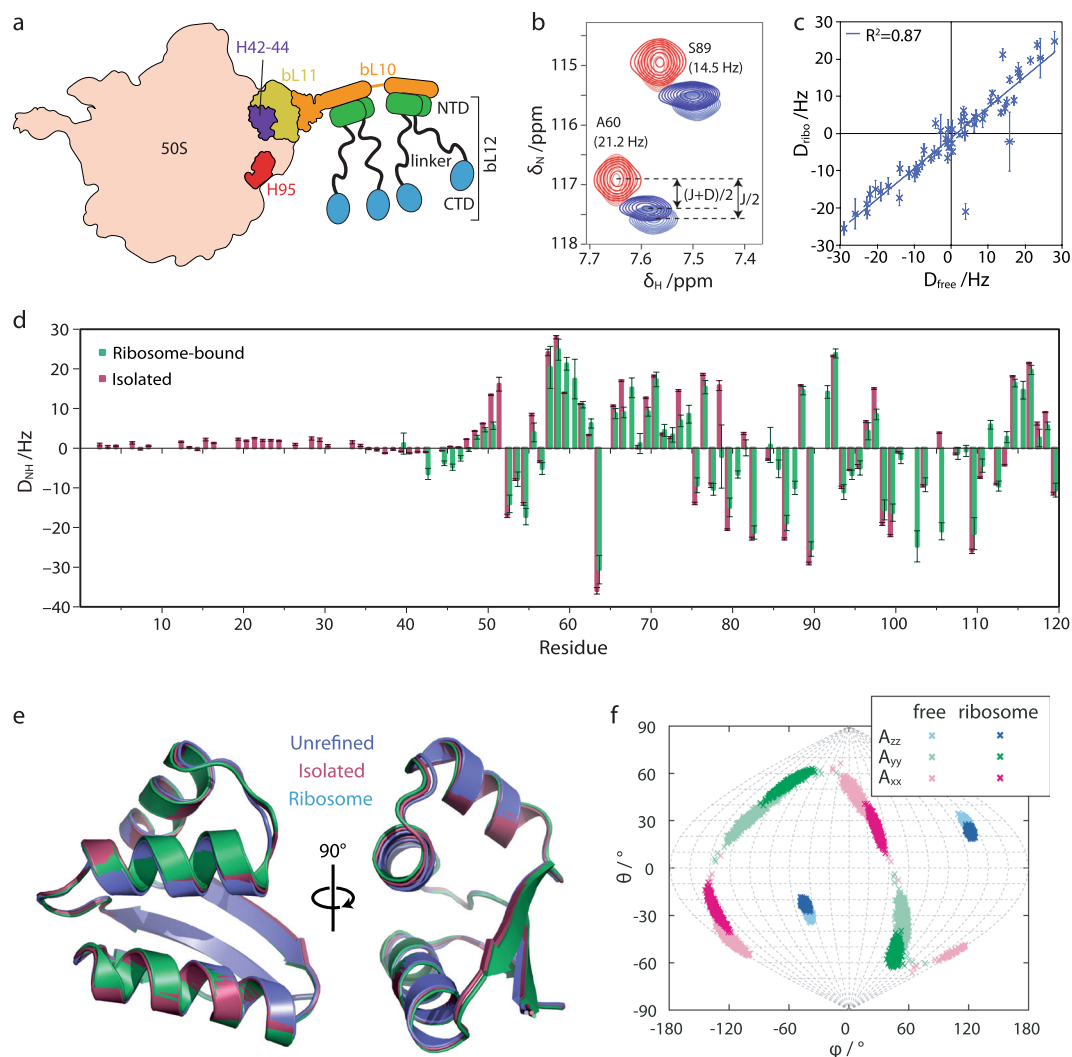 a
H42-44
bL11
bL10
NTD
50S
linker
bL12
H95
CTD
b
S89
(14.5 Hz)
A60
(21.2 Hz)
(J+D)/2
J/2
115
116
117
118
δN /ppm
7.7 7.6 7.5 7.4
δH /ppm
c
R²=0.87
30
20
10
0
-10
-20
-30
Dribo /Hz
-30 -20 -10 0 10 20 30
Dfree /Hz
d
Ribosome-bound
Isolated
30
20
10
0
−10
−20
−30
−40
DNH /Hz
10 20 30 40 50 60 70 80 90 100 110 120
Residue
e
Unrefined
Isolated
Ribosome
90°
f
free ribosome
Azz
Ayy
Axx
90
60
30
0
-30
-60
-90
θ / °
-180 -120 -60 0 60 120 180
φ / °